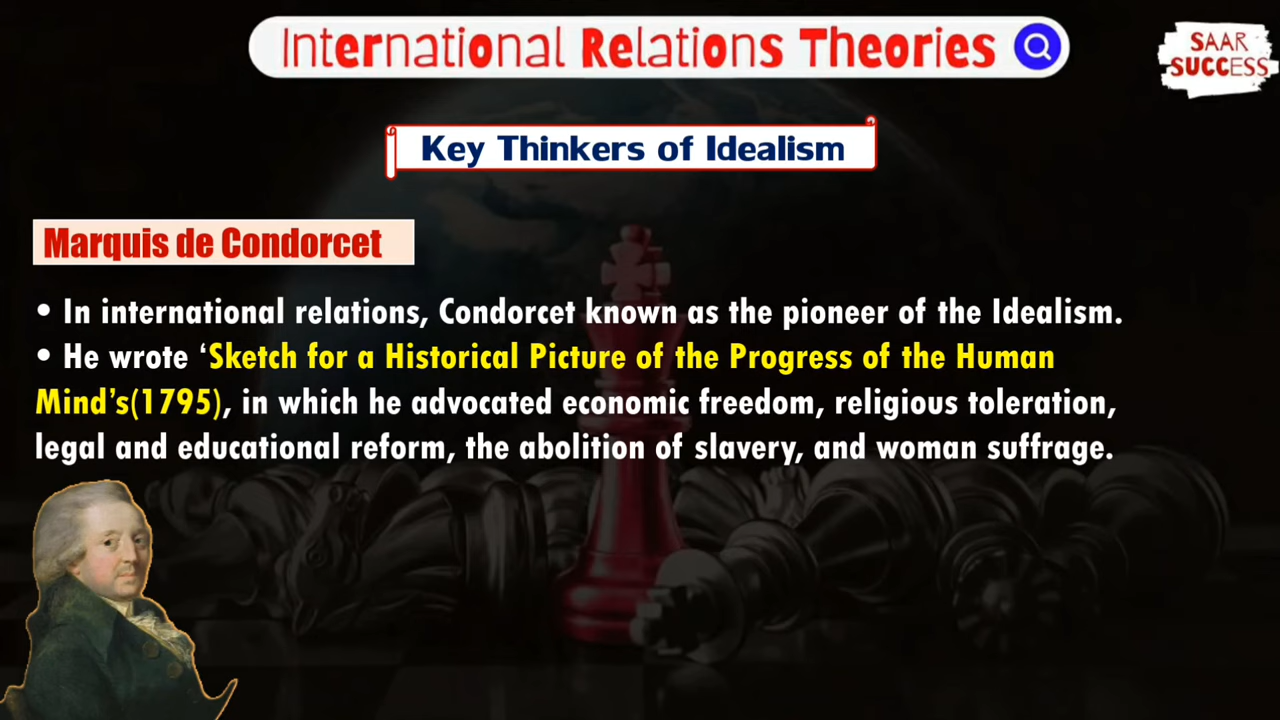 International Relations Theories
SAAR
SUCCESS
Key Thinkers of Idealism
Marquis de Condorcet
• In international relations, Condorcet known as the pioneer of the Idealism.
• He wrote ‘Sketch for a Historical Picture of the Progress of the Human
Mind’s(1795), in which he advocated economic freedom, religious toleration,
legal and educational reform, the abolition of slavery, and woman suffrage.